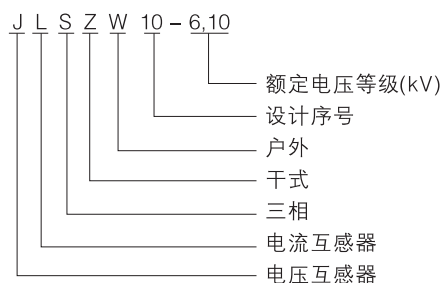 J L S Z W 10 - 6,10
额定电压等级(kV)
设计序号
户外
干式
三相
电流互感器
电压互感器